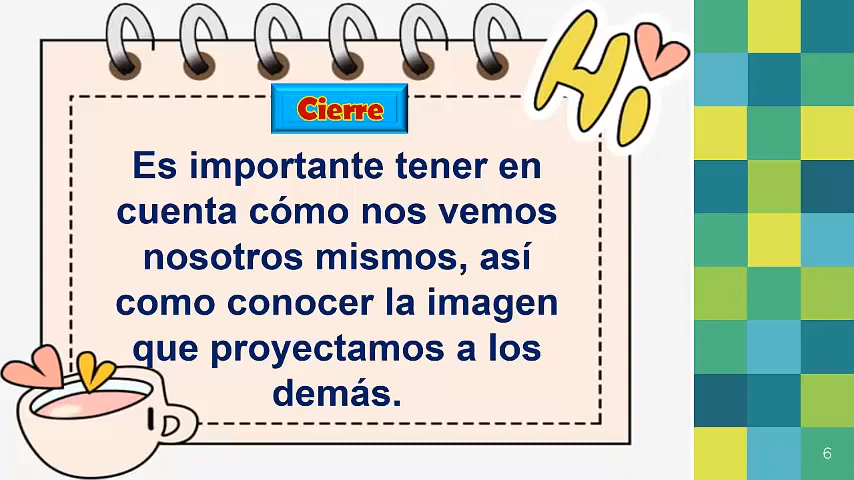 Hi
Cierre
Es importante tener en
cuenta cómo nos vemos
nosotros mismos, así
como conocer la imagen
que proyectamos a los
demás.
6